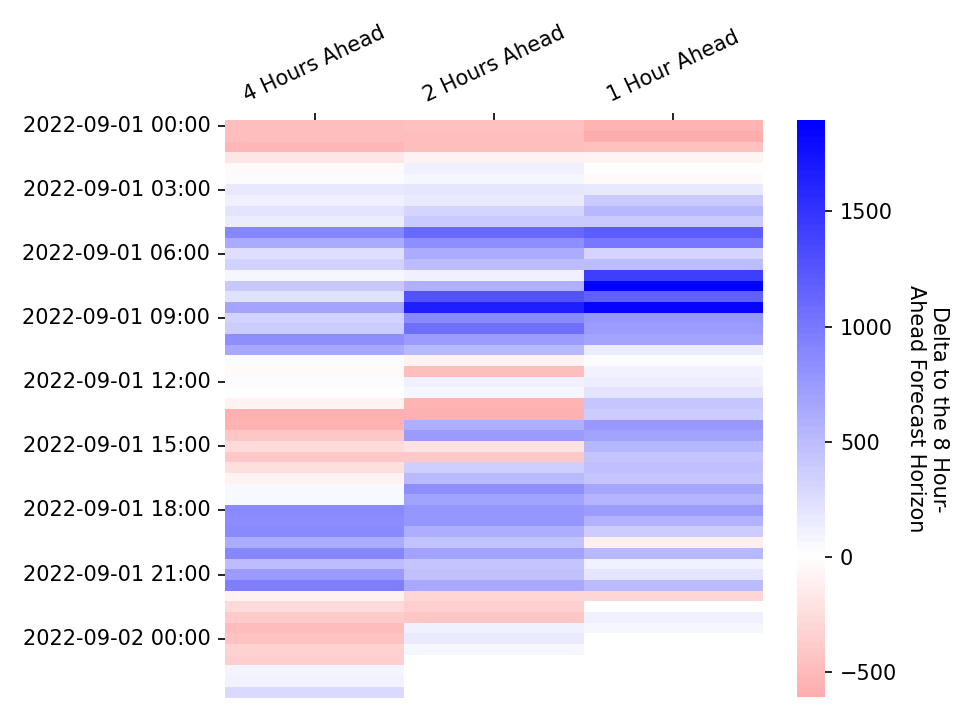 4 Hours Ahead
2 Hours Ahead
1 Hour Ahead
2022-09-01 00:00
2022-09-01 03:00
2022-09-01 06:00
2022-09-01 09:00
2022-09-01 12:00
2022-09-01 15:00
2022-09-01 18:00
2022-09-01 21:00
2022-09-02 00:00
1500
1000
500
0
−500
Delta to the 8 Hour-
Ahead Forecast Horizon